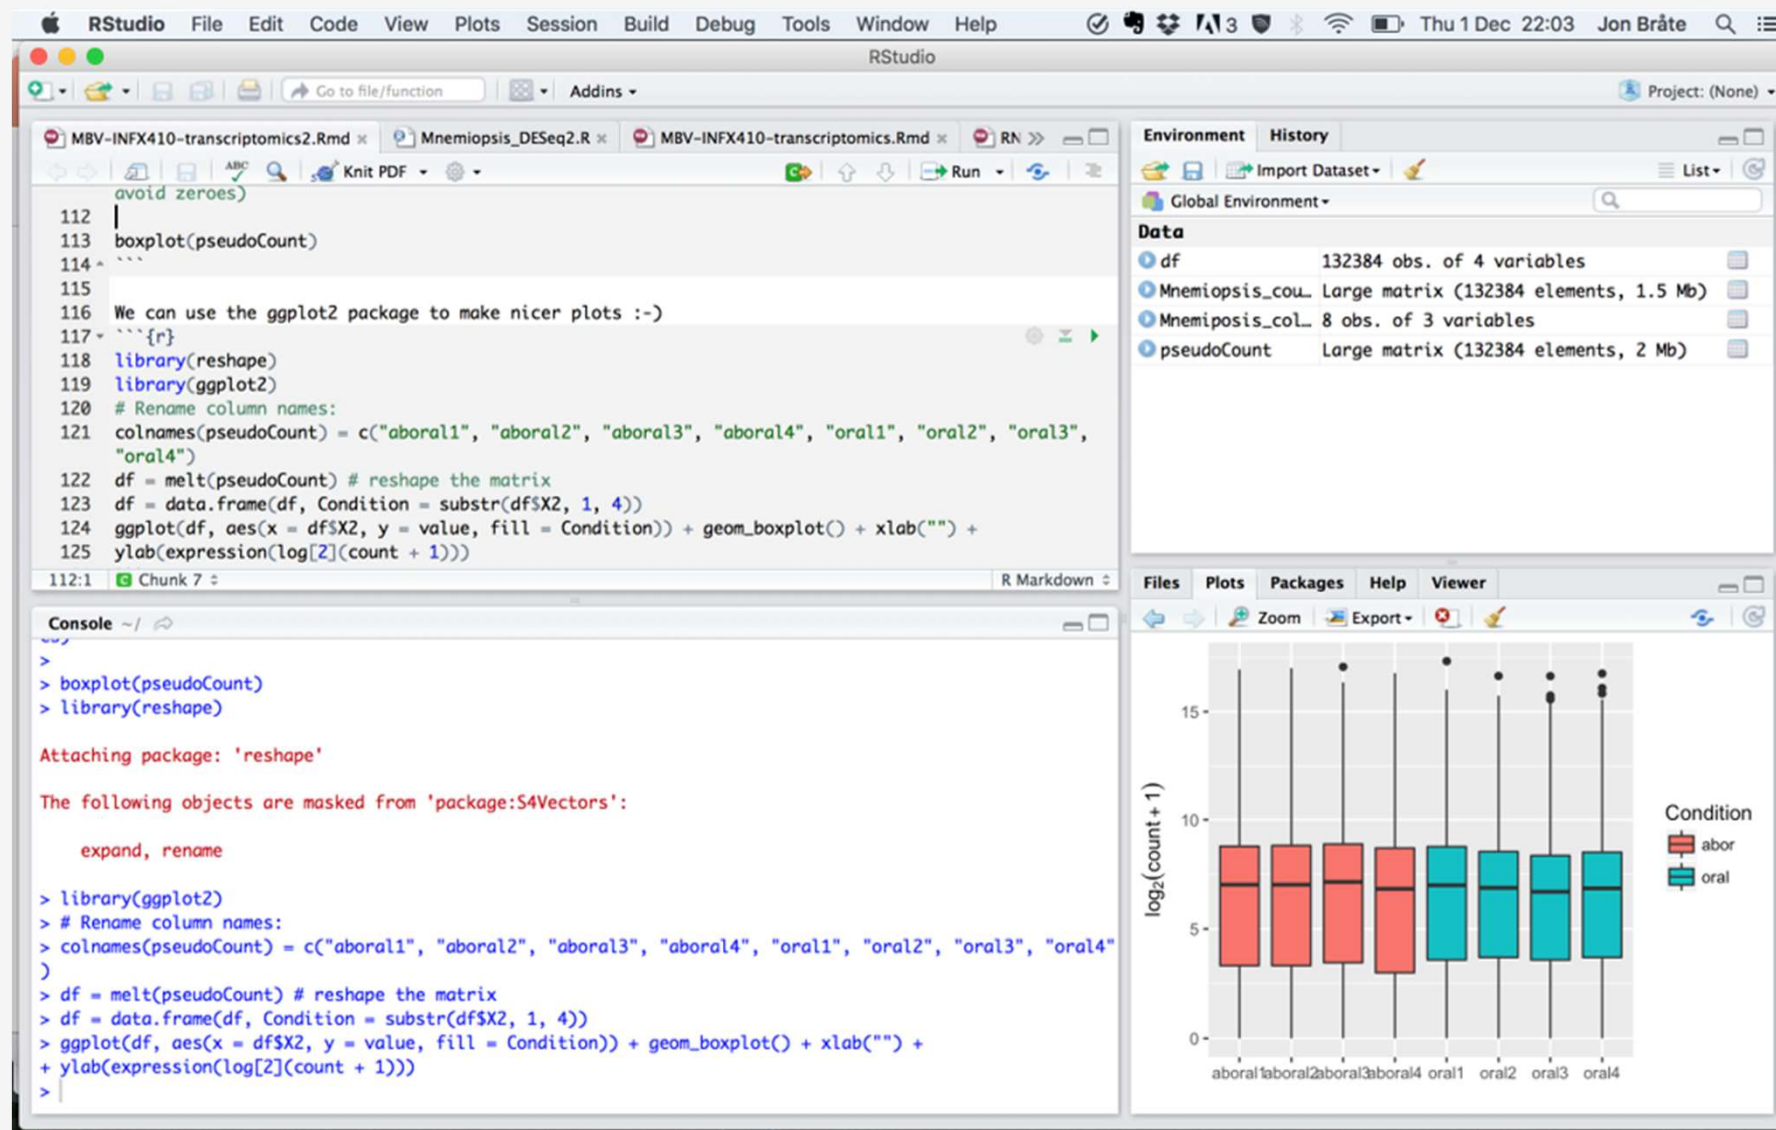 RStudio File Edit Code View Plots Session Build Debug Tools Window Help 3 Thu 1 Dec 22:03 Jon Bråte
RStudio
Go to file/function Addins Project: (None)
MBV-INFX410-transcriptomics2.Rmd Mnemiopsis_DESeq2.R MBV-INFX410-transcriptomics.Rmd RN
ABC Knit PDF Run
avoid zeroes)
112
113 boxplot(pseudoCount)
114 ```
115
116 We can use the ggplot2 package to make nicer plots :-)
117 ```{r}
118 library(reshape)
119 library(ggplot2)
120 # Rename column names:
121 colnames(pseudoCount) = c("aboral1", "aboral2", "aboral3", "aboral4", "oral1", "oral2", "oral3",
"oral4")
122 df = melt(pseudoCount) # reshape the matrix
123 df = data.frame(df, Condition = substr(df$X2, 1, 4))
124 ggplot(df, aes(x = df$X2, y = value, fill = Condition)) + geom_boxplot() + xlab("") +
125 ylab(expression(log[2](count + 1)))
112:1 C Chunk 7 R Markdown
Console ~/
>
> boxplot(pseudoCount)
> library(reshape)
Attaching package: 'reshape'
The following objects are masked from 'package:S4Vectors':
expand, rename
> library(ggplot2)
> # Rename column names:
> colnames(pseudoCount) = c("aboral1", "aboral2", "aboral3", "aboral4", "oral1", "oral2", "oral3", "oral4"
)
> df = melt(pseudoCount) # reshape the matrix
> df = data.frame(df, Condition = substr(df$X2, 1, 4))
> ggplot(df, aes(x = df$X2, y = value, fill = Condition)) + geom_boxplot() + xlab("") +
+ ylab(expression(log[2](count + 1)))
>
Environment History
Import Dataset List
Global Environment
Data
df 132384 obs. of 4 variables
Mnemiopsis_cou… Large matrix (132384 elements, 1.5 Mb)
Mnemiposis_col… 8 obs. of 3 variables
pseudoCount Large matrix (132384 elements, 2 Mb)
Files Plots Packages Help Viewer
Zoom Export
15
10
5
0
log2(count + 1)
aboral1 aboral2 aboral3 aboral4 oral1 oral2 oral3 oral4
Condition
abor
oral